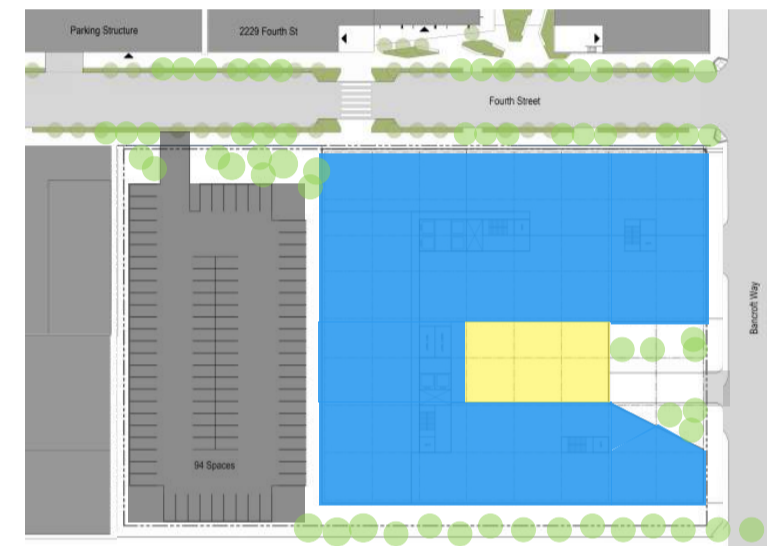 Parking Structure
2229 Fourth St
Fourth Street
Bancroft Way
94 Spaces